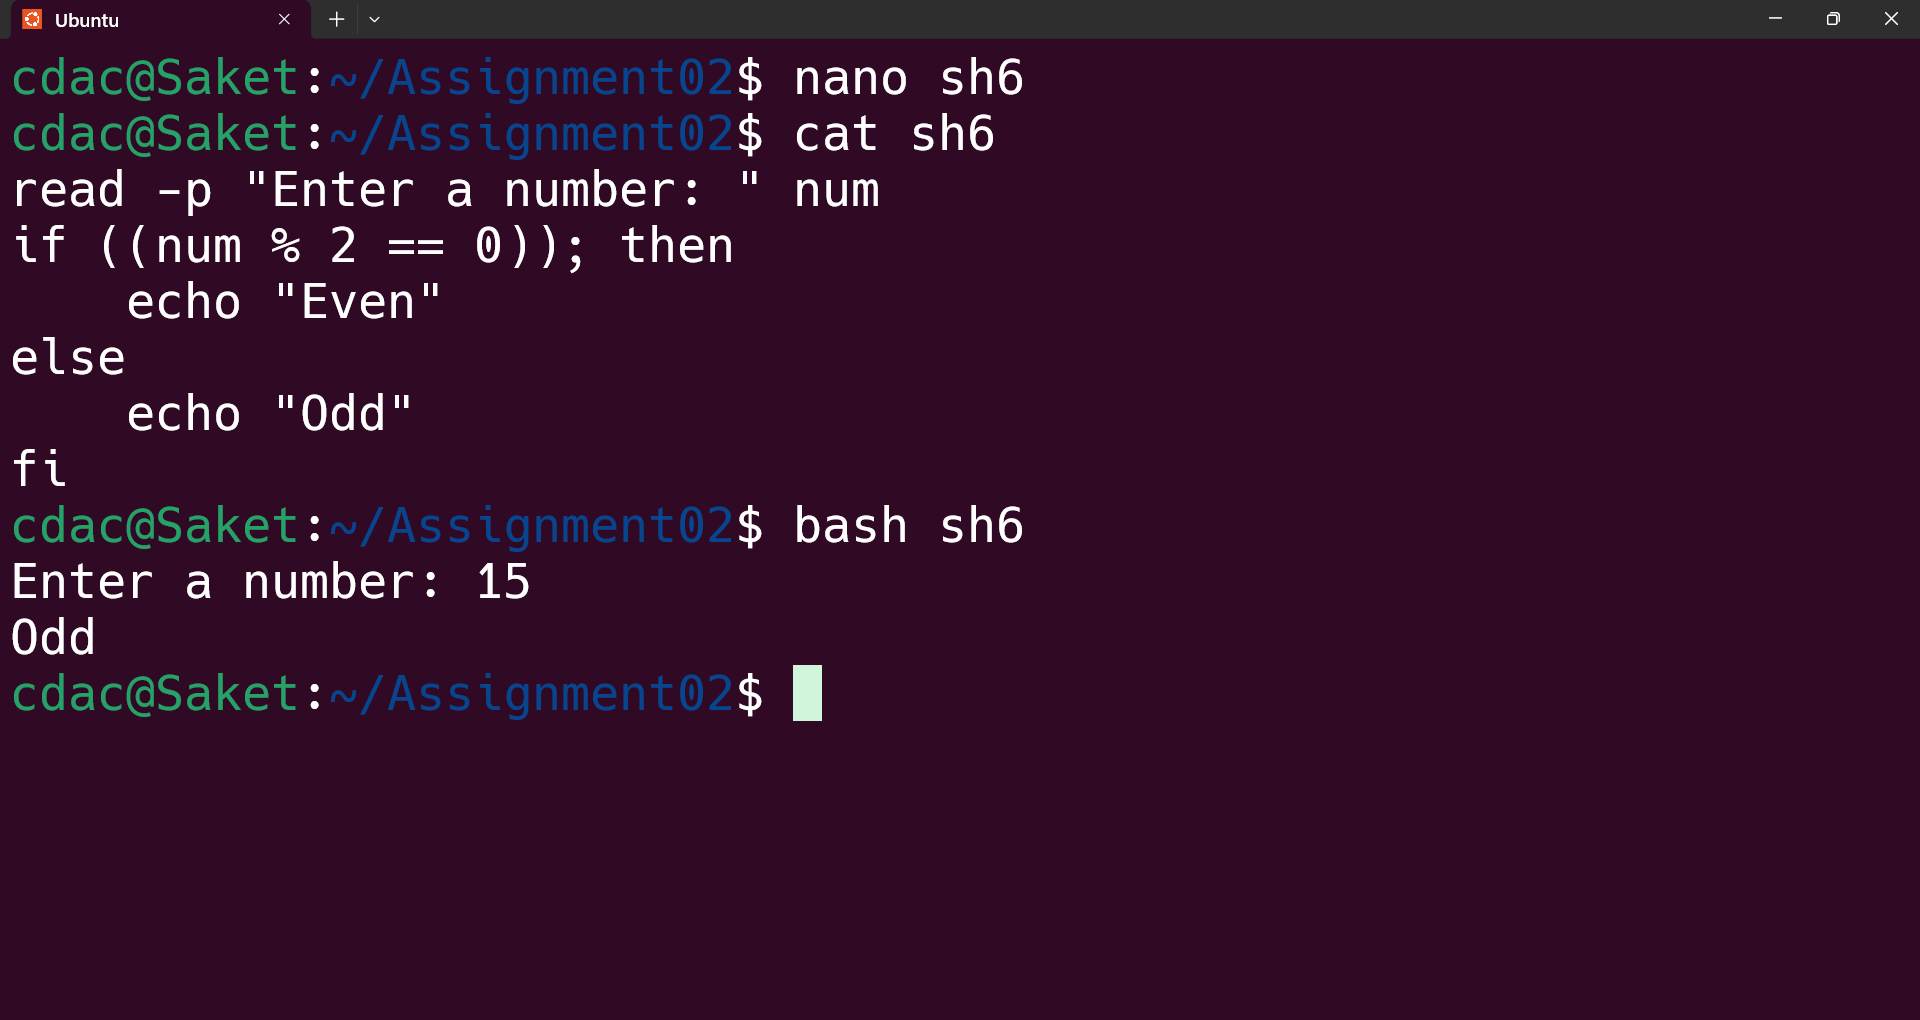 Ubuntu
cdac@Saket:~/Assignment02$ nano sh6
cdac@Saket:~/Assignment02$ cat sh6
read -p "Enter a number: " num
if ((num % 2 == 0)); then
    echo "Even"
else
    echo "Odd"
fi
cdac@Saket:~/Assignment02$ bash sh6
Enter a number: 15
Odd
cdac@Saket:~/Assignment02$